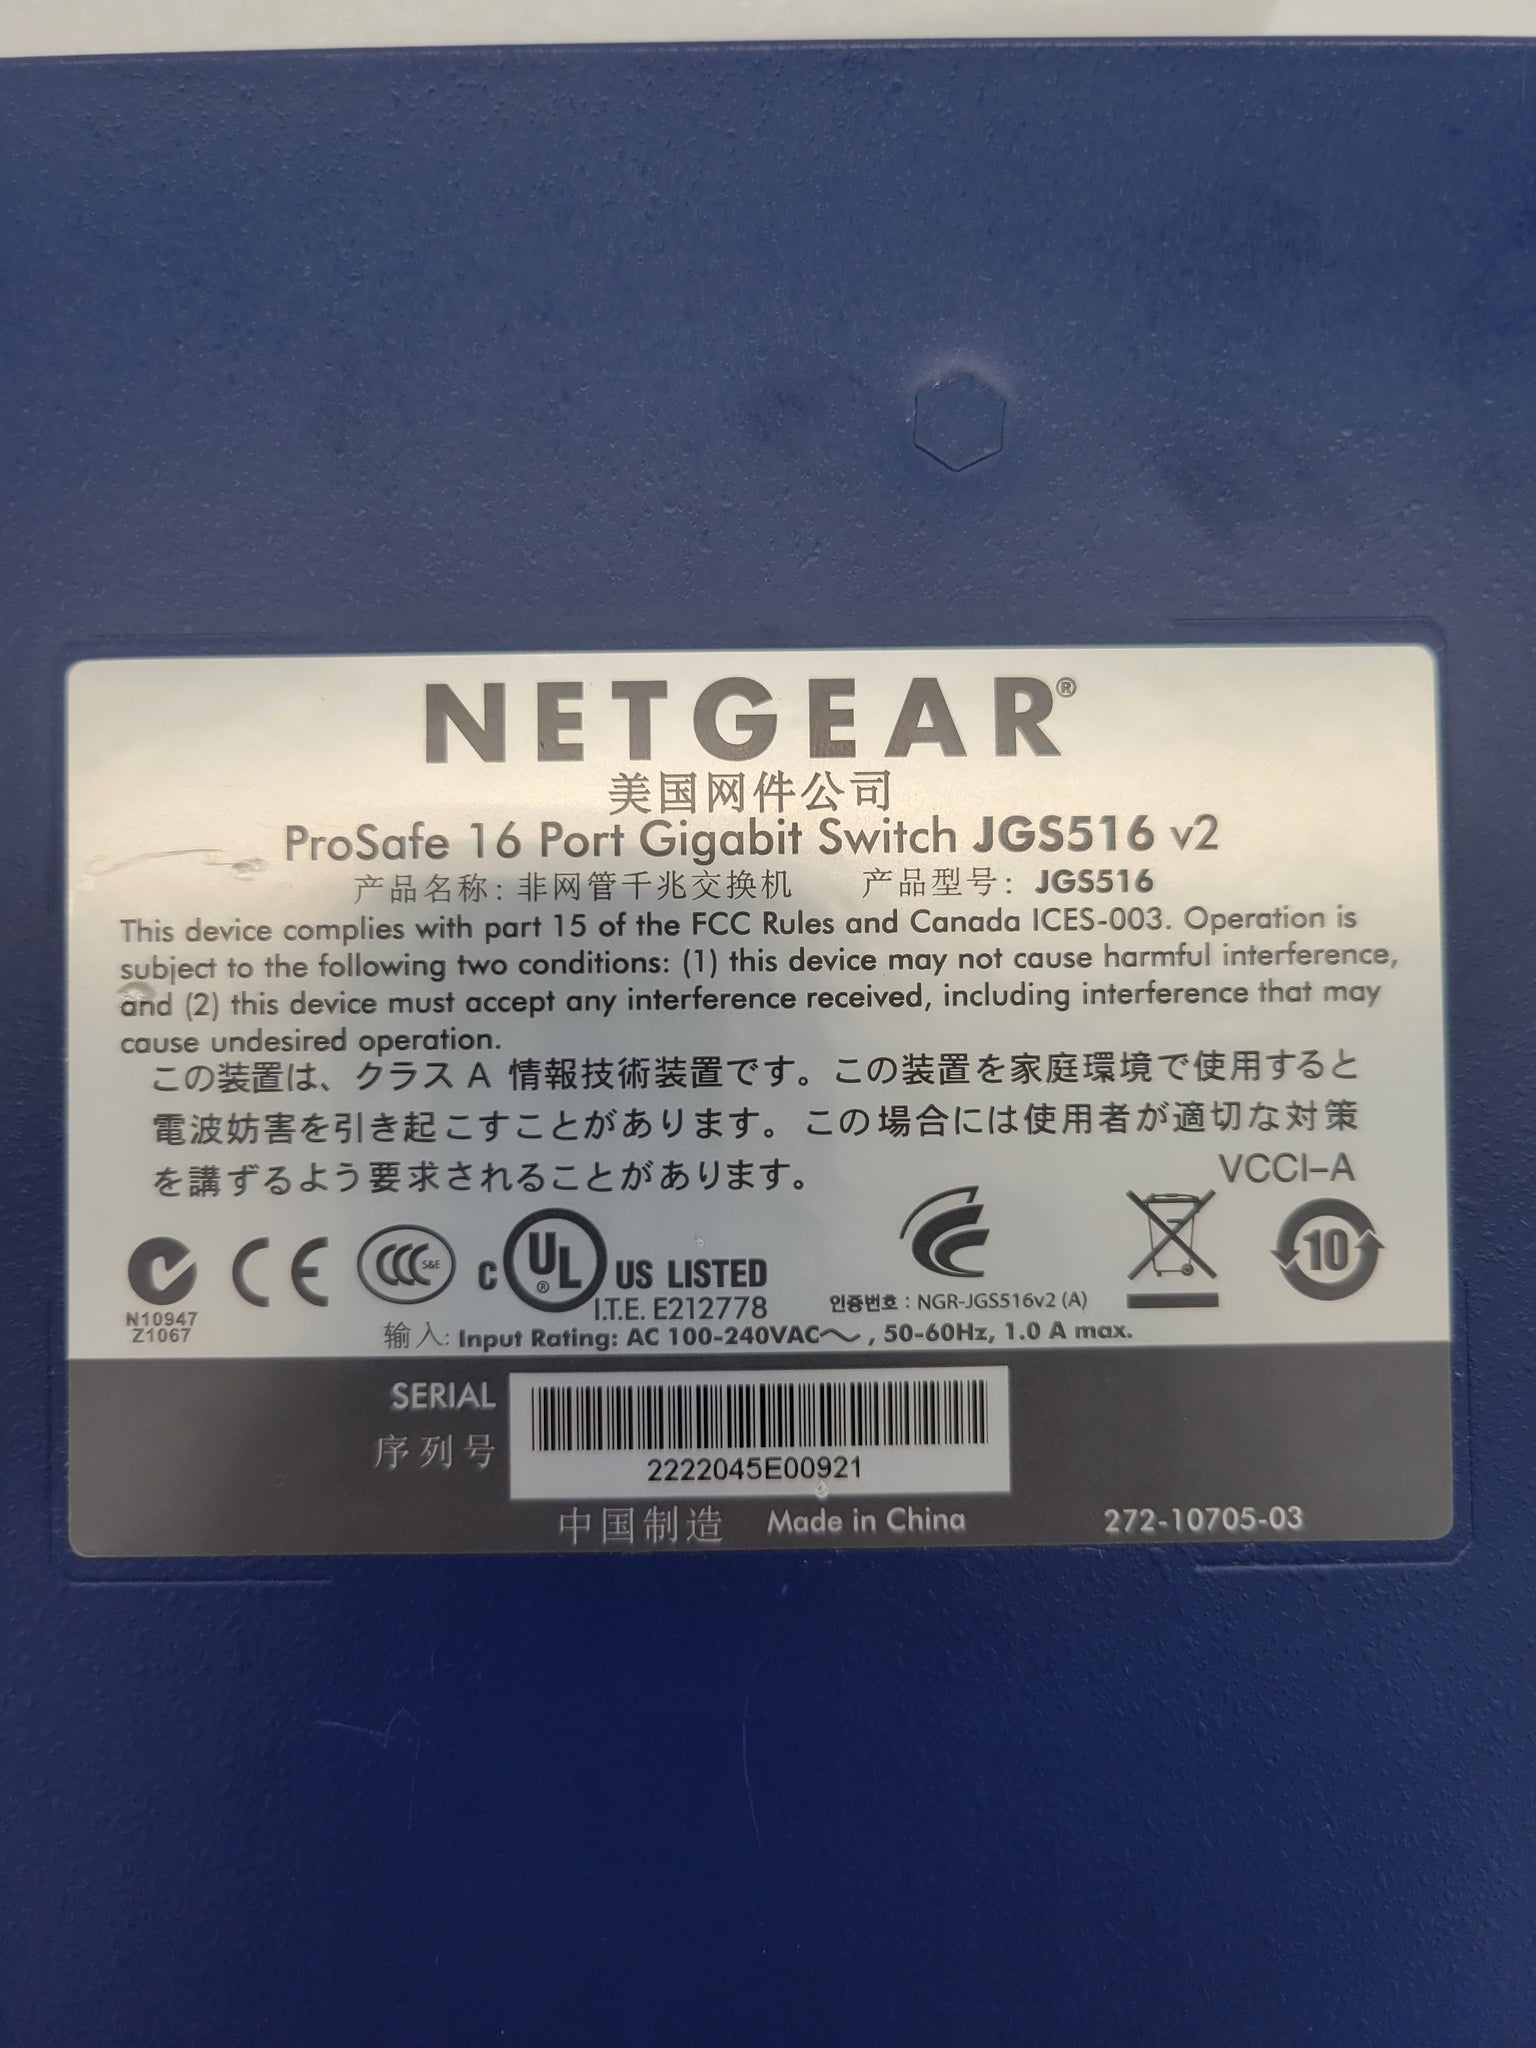 NETGEAR®
美国网件公司
ProSafe 16 Port Gigabit Switch JGS516 v2
产品名称: 非网管千兆交换机 产品型号: JGS516
This device complies with part 15 of the FCC Rules and Canada ICES-003. Operation is
subject to the following two conditions: (1) this device may not cause harmful interference,
and (2) this device must accept any interference received, including interference that may
cause undesired operation.
この装置は、クラス A 情報技術装置です。この装置を家庭環境で使用すると
電波妨害を引き起こすことがあります。この場合には使用者が適切な対策
を講ずるよう要求されることがあります。
VCCI-A
N10947
Z1067
CE
CCC S&E
C UL® US LISTED
I.T.E. E212778
인증번호 : NGR-JGS516v2 (A)
10
输入: Input Rating: AC 100-240VAC～ , 50-60Hz, 1.0 A max.
SERIAL
序列号
2222045E00921
中国制造 Made in China 272-10705-03